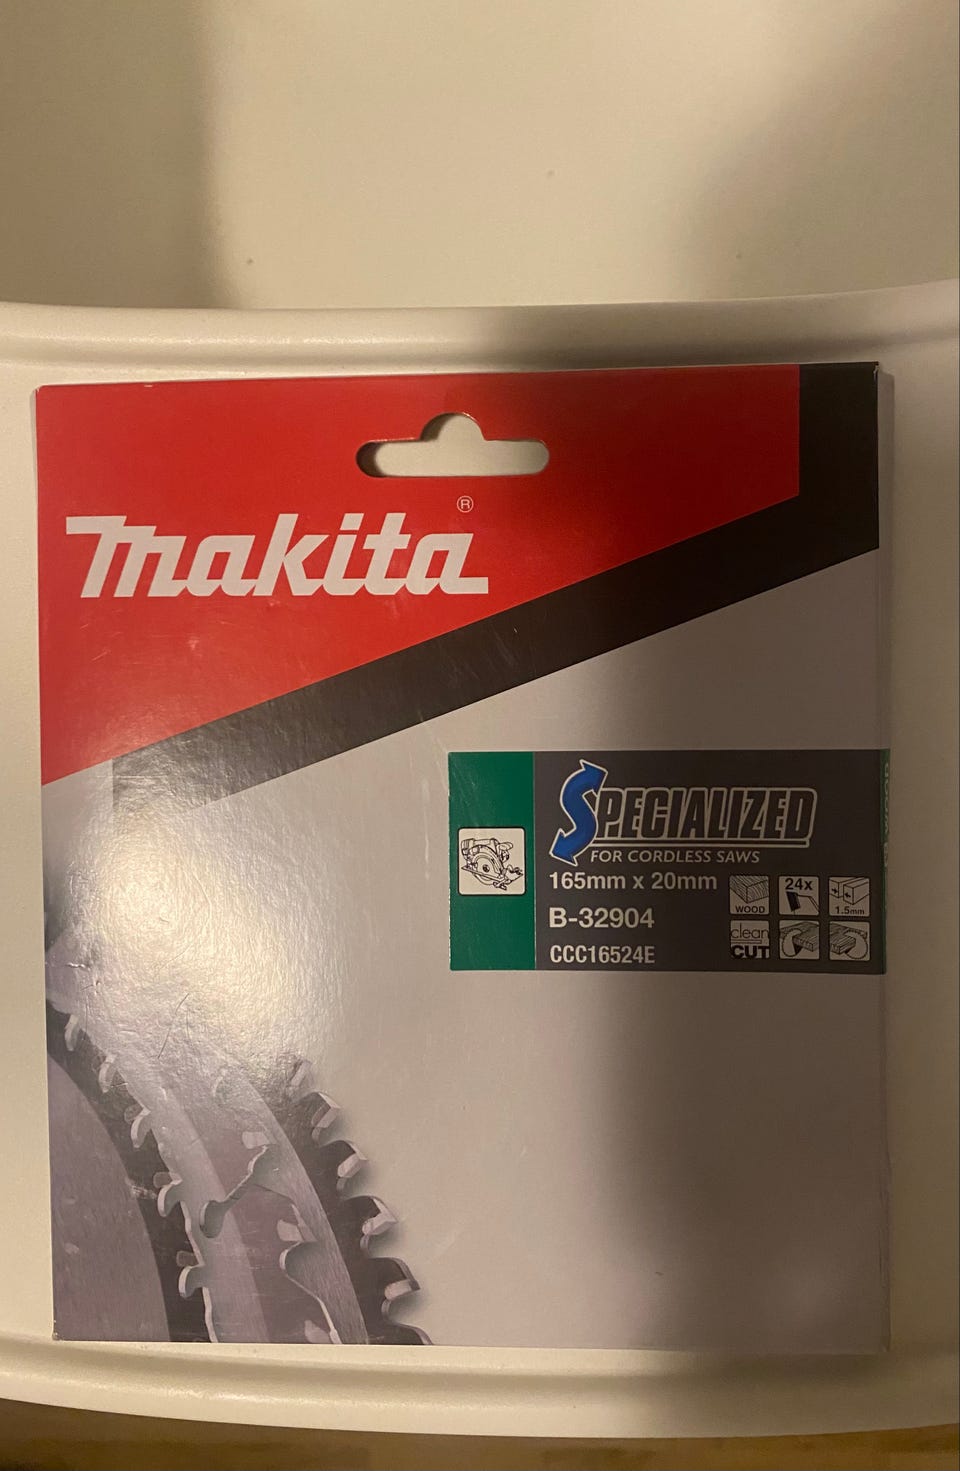 makita®
SPECIALIZED
FOR CORDLESS SAWS
165mm x 20mm
B-32904
CCC16524E
WOOD
24x
1.5mm
clean
CUT